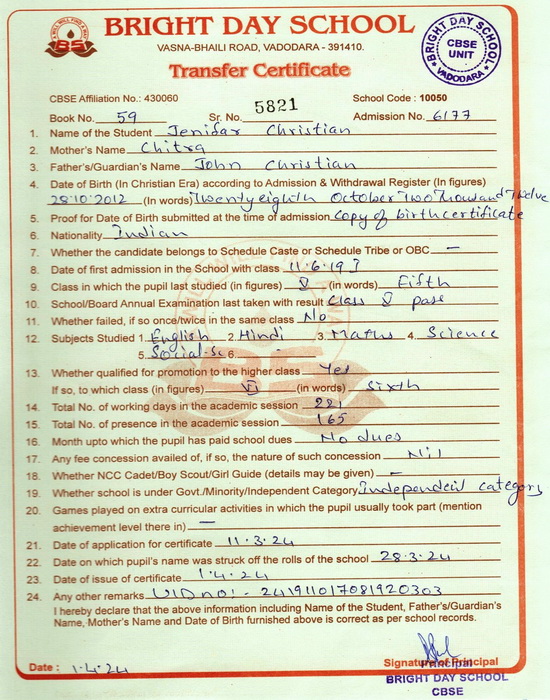 BRIGHT DAY SCHOOL
VASNA-BHAILI ROAD, VADODARA - 391410.
BRIGHT DAY SCHOOL
CBSE
UNIT
VADODARA
Transfer Certificate
CBSE Affiliation No.: 430060 School Code : 10050
Book No. 59 Sr. No. 5821 Admission No. 6177
1. Name of the Student Jenifar Christian
2. Mother's Name Chitra
3. Father's/Guardian's Name John Christian
4. Date of Birth (In Christian Era) according to Admission & Withdrawal Register (In figures)
28.10.2012 (In words) Twenty eighth October Two Thousand Twelve
5. Proof for Date of Birth submitted at the time of admission Copy of birth certificate
6. Nationality Indian
7. Whether the candidate belongs to Schedule Caste or Schedule Tribe or OBC —
8. Date of first admission in the School with class 11.6.19
9. Class in which the pupil last studied (in figures) V (in words) Fifth
10. School/Board Annual Examination last taken with result Class V pass
11. Whether failed, if so once/twice in the same class No
12. Subjects Studied 1. English 2. Hindi 3. Maths 4. Science
5. Social-Sc 6. -
13. Whether qualified for promotion to the higher class Yes
If so, to which class (in figures) VI (in words) Sixth
14. Total No. of working days in the academic session 221
15. Total No. of presence in the academic session 165
16. Month upto which the pupil has paid school dues No dues
17. Any fee concession availed of, if so, the nature of such concession Nil
18. Whether NCC Cadet/Boy Scout/Girl Guide (details may be given) —
19. Whether school is under Govt./Minority/Independent Category Independent category
20. Games played on extra curricular activities in which the pupil usually took part (mention
achievement level there in) —
21. Date of application for certificate 11.3.24
22. Date on which pupil's name was struck off the rolls of the school 28.3.24
23. Date of issue of certificate 1.4.24
24. Any other remarks UID no:- 241911017081920303
I hereby declare that the above information including Name of the Student, Father's/Guardian's
Name, Mother's Name and Date of Birth furnished above is correct as per school records.
Date : 1.4.24 Signature of Principal
Principal
BRIGHT DAY SCHOOL
CBSE